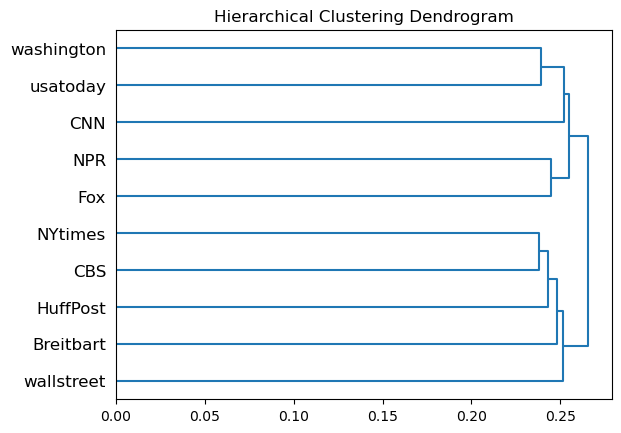 Hierarchical Clustering Dendrogram
washington
usatoday
CNN
NPR
Fox
NYtimes
CBS
HuffPost
Breitbart
wallstreet
0.00 0.05 0.10 0.15 0.20 0.25